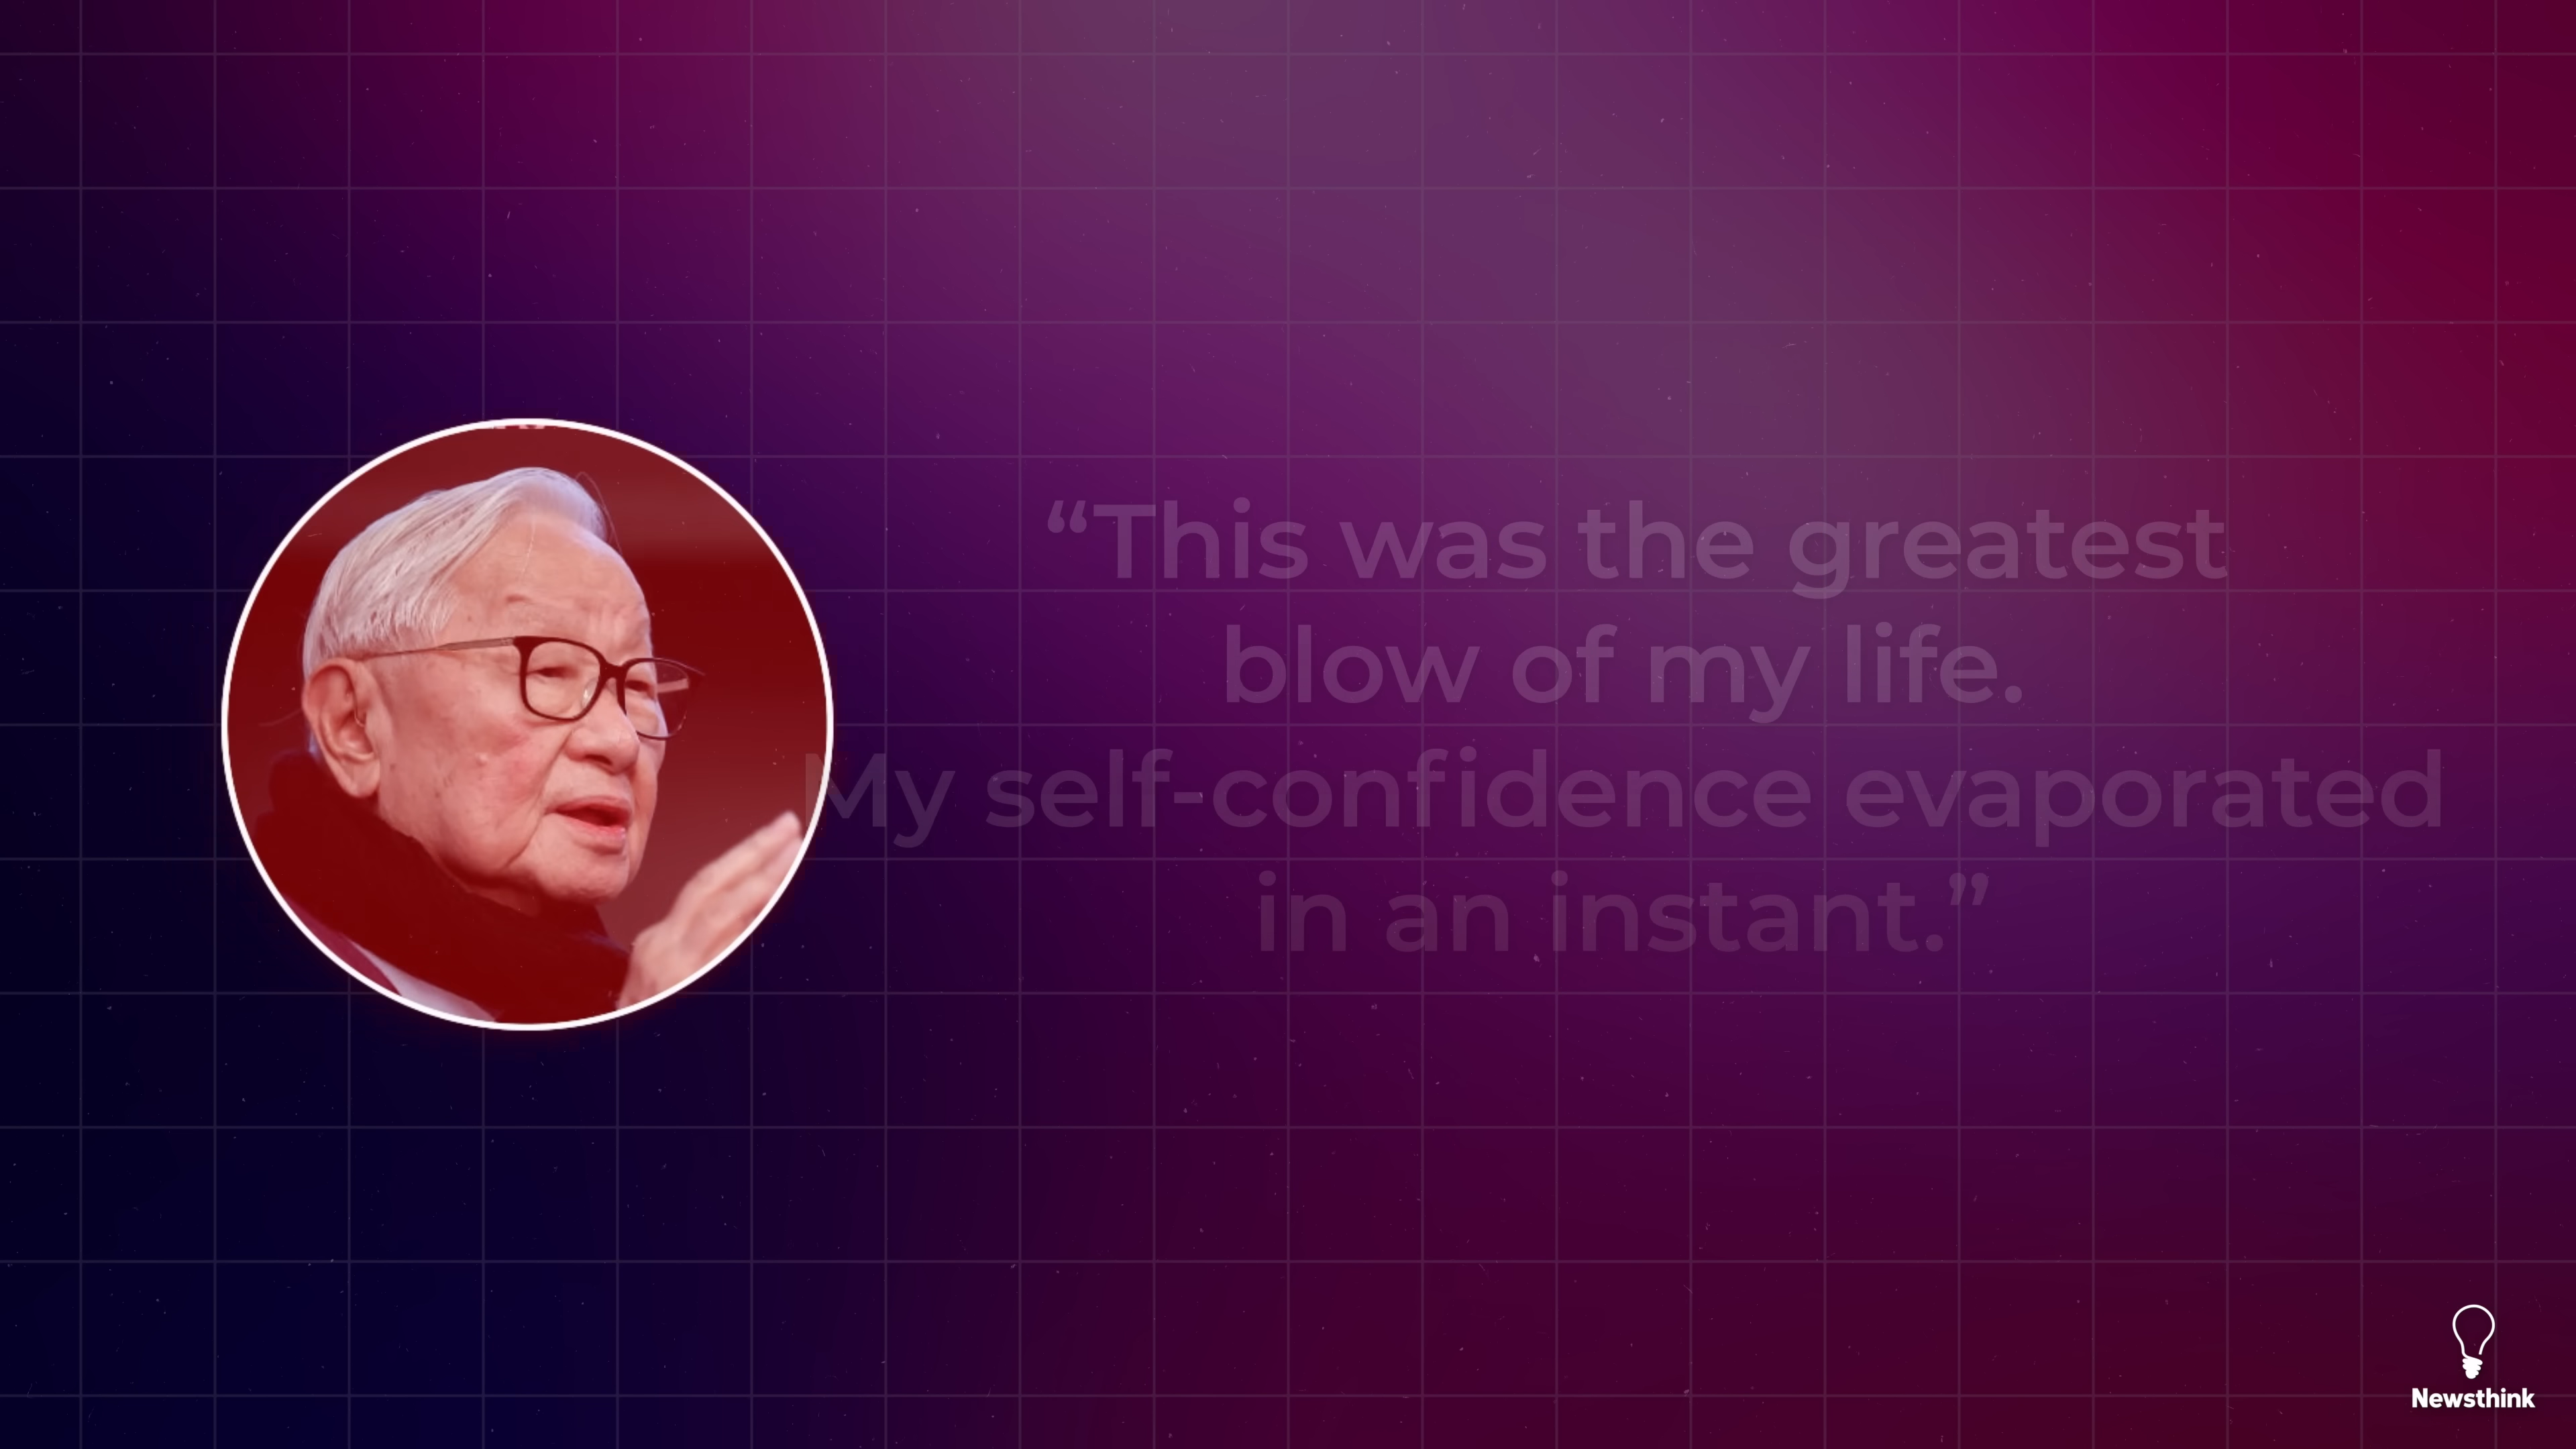 “This was the greatest
blow of my life.
My self-confidence evaporated
in an instant.”
Newsthink